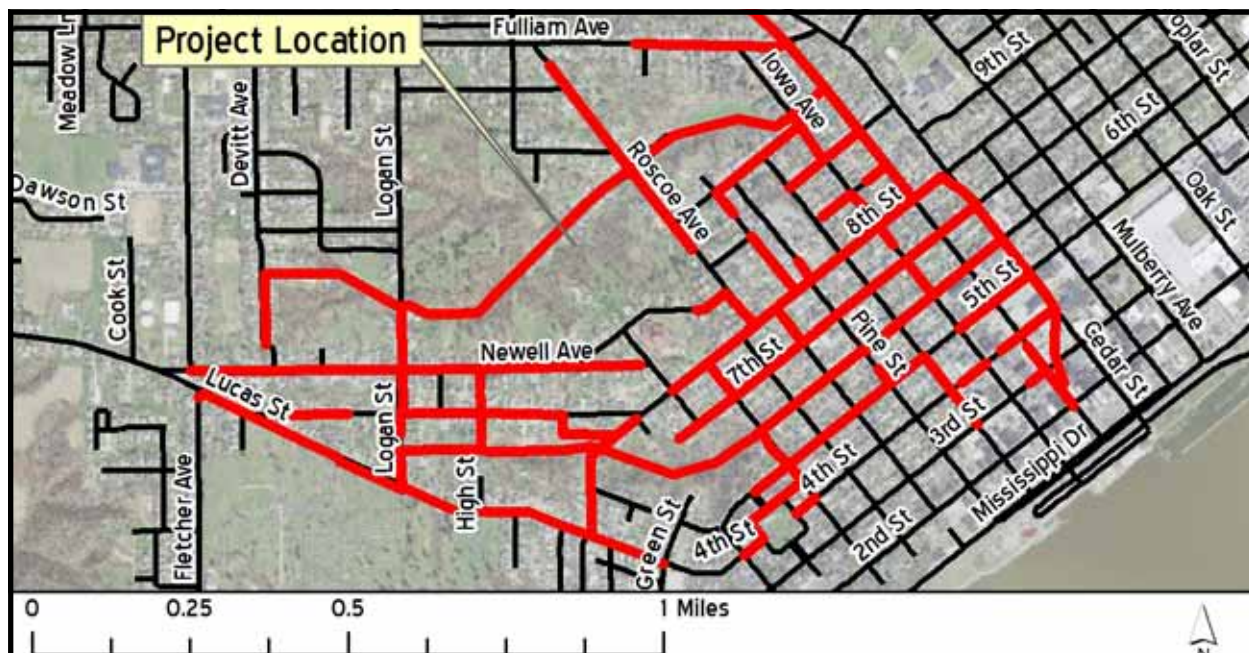 Fulliam Ave
Project Location
Meadow Ln
Devitt Ave
Logan St
Iowa Ave
9th St
Poplar St
6th St
Roscoe Ave
Dawson St
Oak St
8th St
Mulberry Ave
Cook St
5th St
Pine St
Cedar St
Newell Ave
7th St
Lucas St
Logan St
3rd St
Mississippi Dr
High St
4th St
Fletcher Ave
Green St
4th St
2nd St
0 0.25 0.5 1 Miles
N